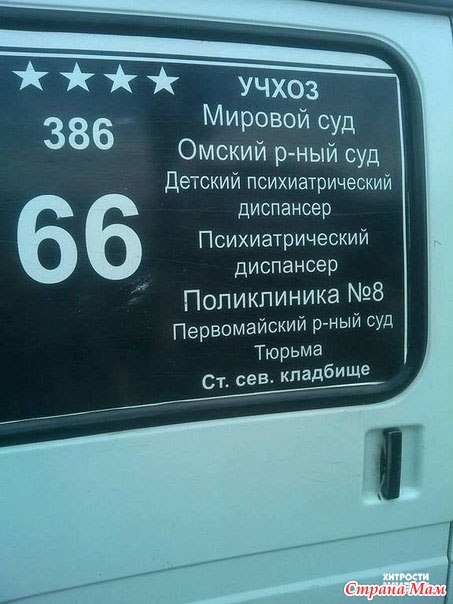 ★★★★
386
66
УЧХОЗ
Мировой суд
Омский р-ный суд
Детский психиатрический
диспансер
Психиатрический
диспансер
Поликлиника №8
Первомайский р-ный суд
Тюрьма
Ст. сев. кладбище
ХИТРОСТИ
Страна Мам